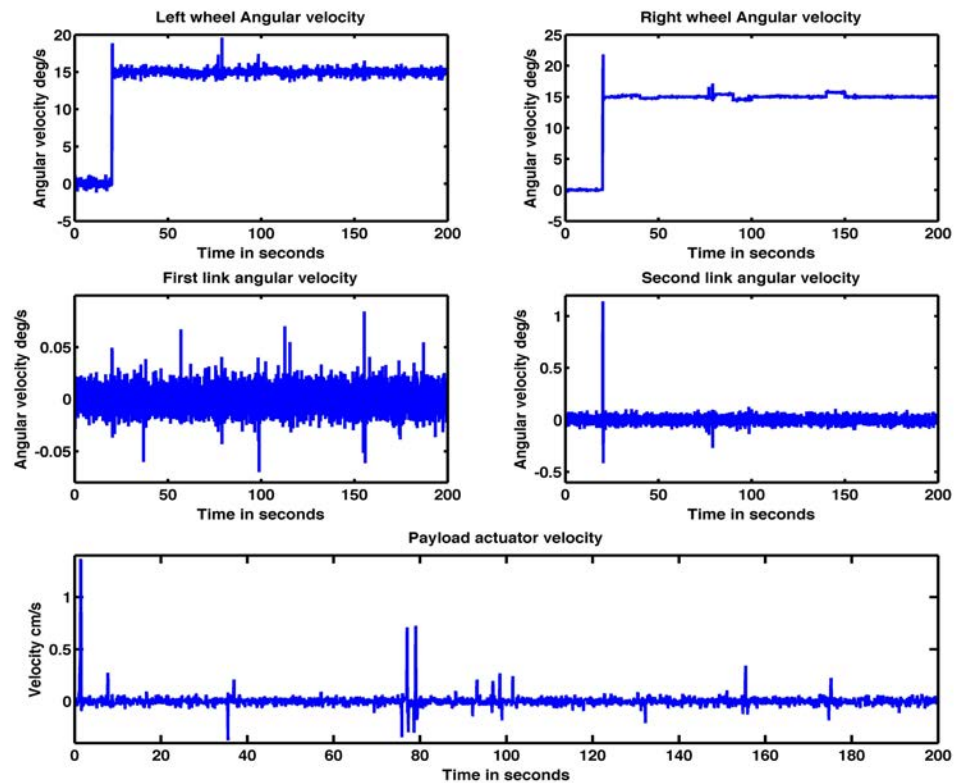 Left wheel Angular velocity
Angular velocity deg/s
20
15
10
5
0
-5
0 50 100 150 200
Time in seconds
Right wheel Angular velocity
Angular velocity deg/s
25
20
15
10
5
0
-5
0 50 100 150 200
Time in seconds
First link angular velocity
Angular velocity deg/s
0.05
0
-0.05
0 50 100 150 200
Time in seconds
Second link angular velocity
Angular velocity deg/s
1
0.5
0
-0.5
0 50 100 150 200
Time in seconds
Payload actuator velocity
Velocity cm/s
1
0.5
0
0 20 40 60 80 100 120 140 160 180 200
Time in seconds